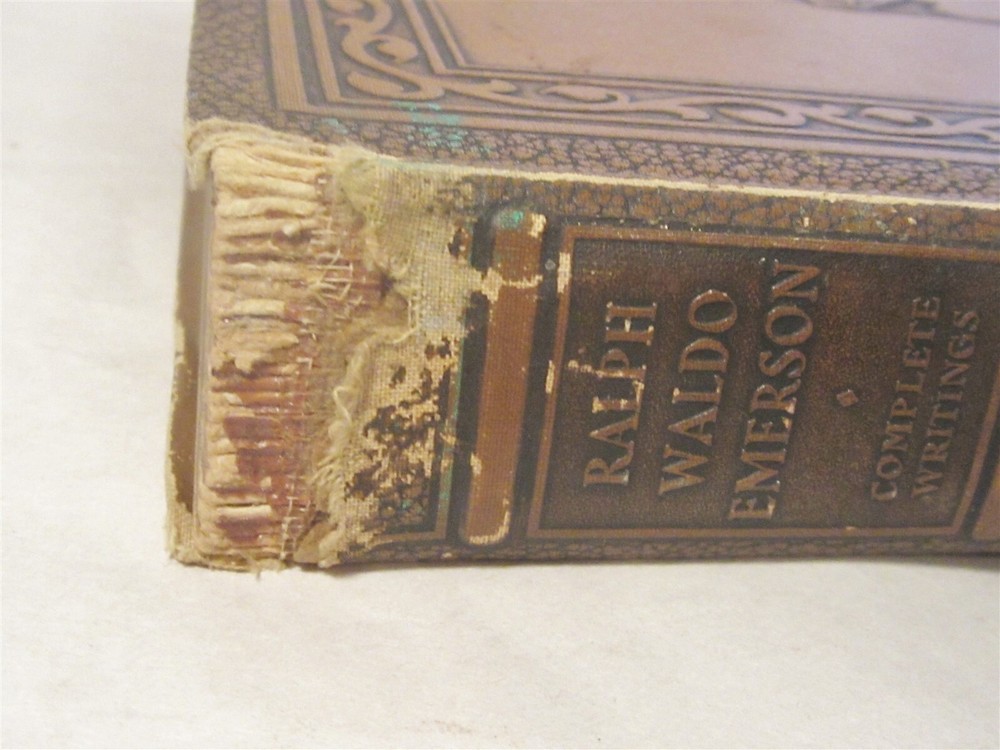 RALPH
WALDO
EMERSON
COMPLETE
WRITINGS